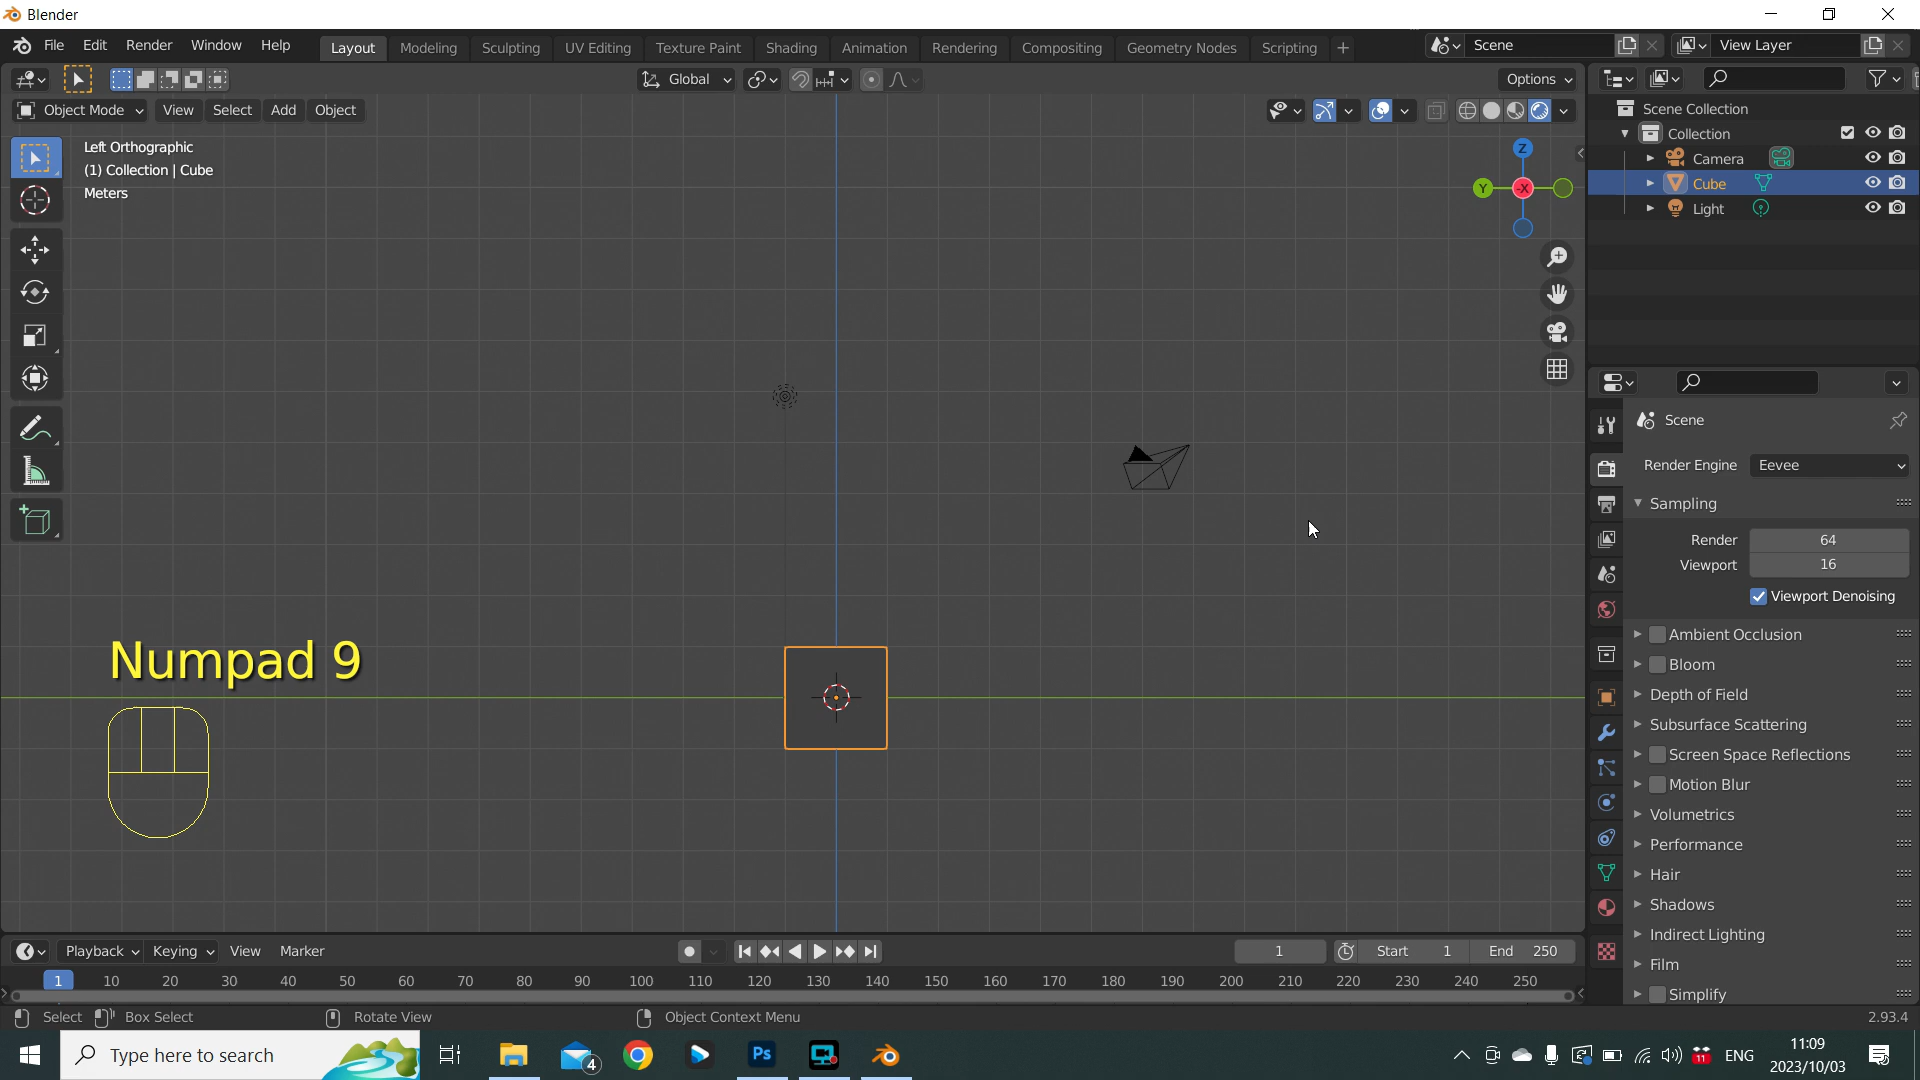 Blender
File Edit Render Window Help Layout Modeling Sculpting UV Editing Texture Paint Shading Animation Rendering Compositing Geometry Nodes Scripting + Scene View Layer
Global Options
Object Mode View Select Add Object
Left Orthographic
(1) Collection | Cube
Meters
Z
Y -X
Scene Collection
Collection
Camera
Cube
Light
Scene
Render Engine Eevee
Sampling
Render 64
Viewport 16
Viewport Denoising
Ambient Occlusion
Bloom
Depth of Field
Subsurface Scattering
Screen Space Reflections
Motion Blur
Volumetrics
Performance
Hair
Shadows
Indirect Lighting
Film
Simplify
Numpad 9
Playback Keying View Marker 1 Start 1 End 250
1 10 20 30 40 50 60 70 80 90 100 110 120 130 140 150 160 170 180 190 200 210 220 230 240 250
Select Box Select Rotate View Object Context Menu 2.93.4
Type here to search 4 Ps 11 ENG 11:09
2023/10/03